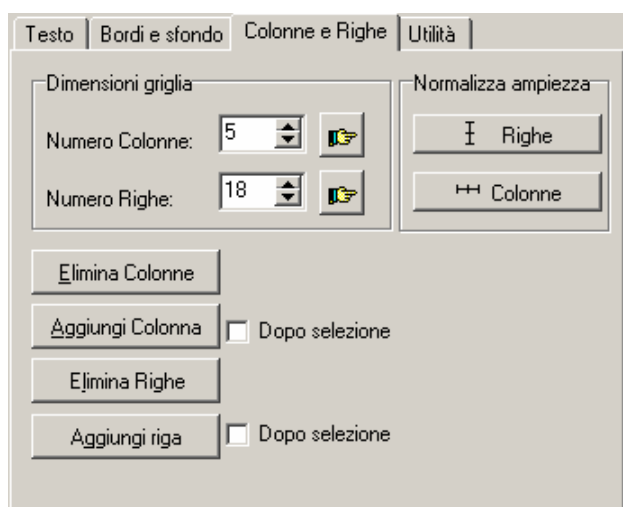 Testo Bordi e sfondo Colonne e Righe Utilità
Dimensioni griglia Normalizza ampiezza
Numero Colonne: 5 Righe
Numero Righe: 18 Colonne
Elimina Colonne
Aggiungi Colonna Dopo selezione
Elimina Righe
Aggiungi riga Dopo selezione